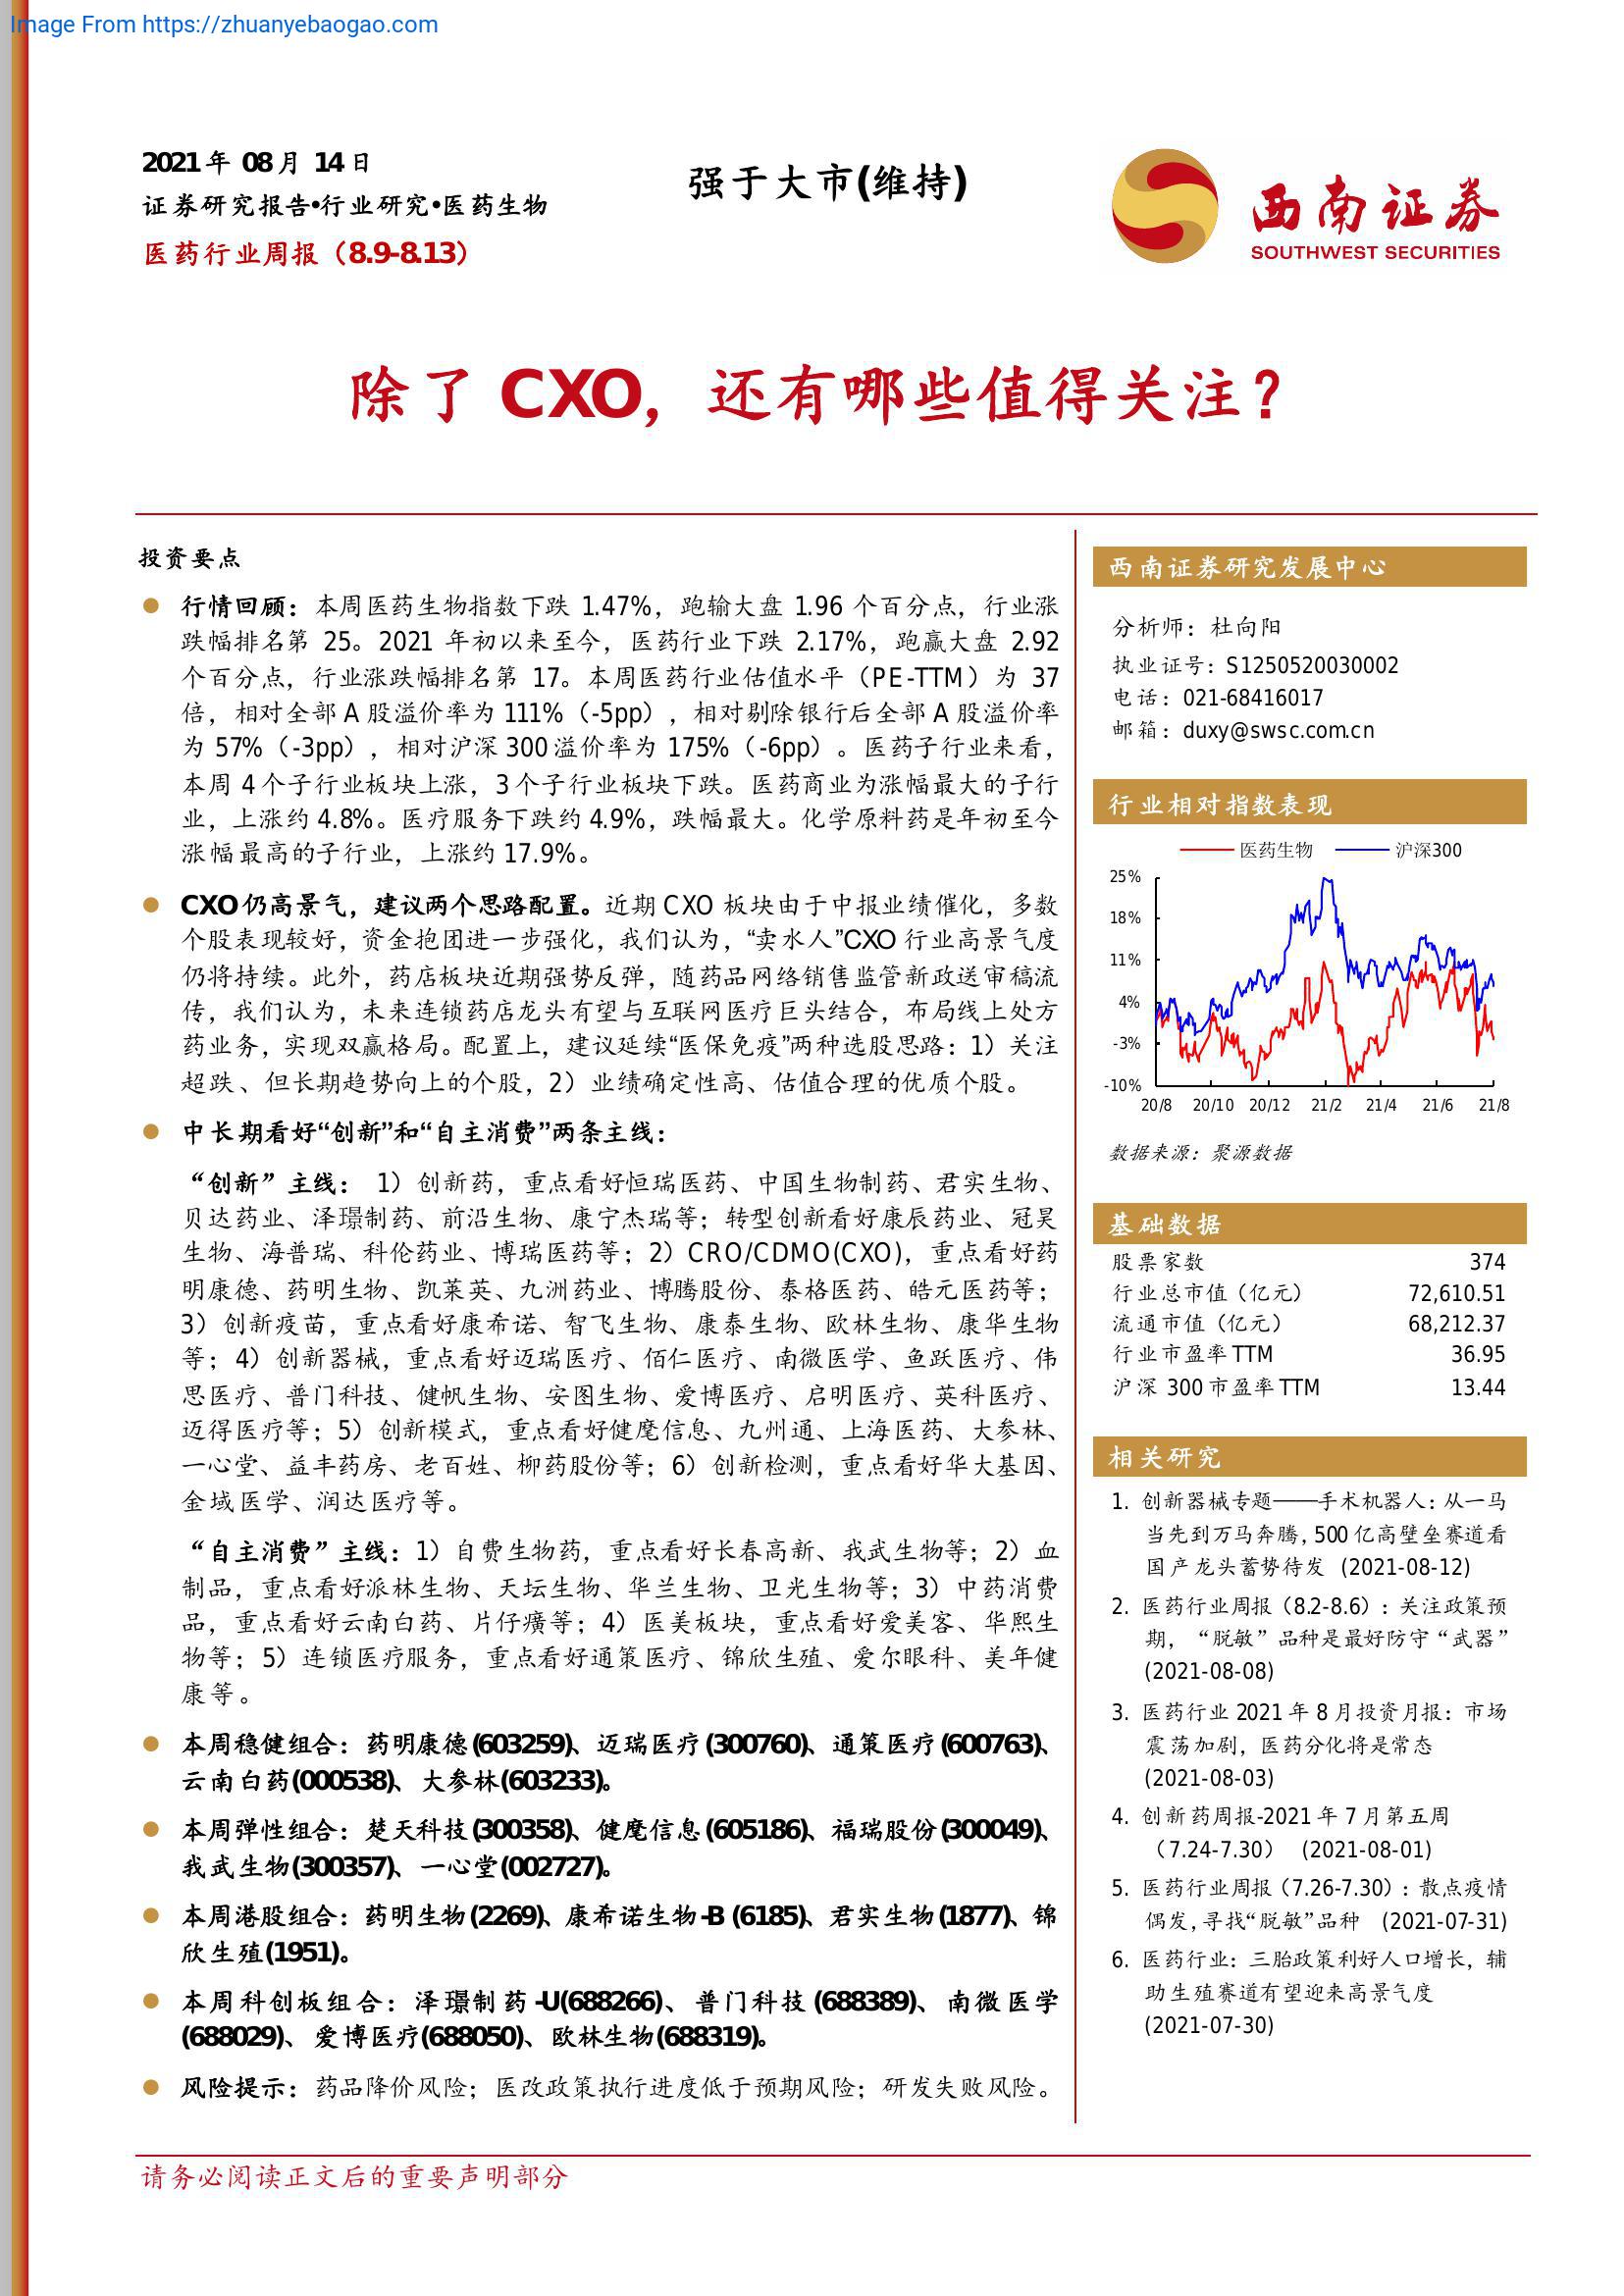 Image From https://zhuanyebaogao.com
2021年 08月 14日
证券研究报告•行业研究•医药生物
医药行业周报（8.9-8.13）
强于大市(维持)
西南证券
SOUTHWEST SECURITIES
除了 CXO，还有哪些值得关注？
投资要点
行情回顾：本周医药生物指数下跌 1.47%，跑输大盘 1.96 个百分点，行业涨
跌幅排名第 25。2021 年初以来至今，医药行业下跌 2.17%，跑赢大盘 2.92
个百分点，行业涨跌幅排名第 17。本周医药行业估值水平（PE-TTM）为 37
倍，相对全部 A 股溢价率为 111%（-5pp），相对剔除银行后全部 A 股溢价率
为 57%（-3pp），相对沪深 300 溢价率为 175%（-6pp）。医药子行业来看，
本周 4 个子行业板块上涨，3 个子行业板块下跌。医药商业为涨幅最大的子行
业，上涨约 4.8%。医疗服务下跌约 4.9%，跌幅最大。化学原料药是年初至今
涨幅最高的子行业，上涨约 17.9%。
CXO 仍高景气，建议两个思路配置。近期 CXO 板块由于中报业绩催化，多数
个股表现较好，资金抱团进一步强化，我们认为，“卖水人”CXO 行业高景气度
仍将持续。此外，药店板块近期强势反弹，随药品网络销售监管新政送审稿流
传，我们认为，未来连锁药店龙头有望与互联网医疗巨头结合，布局线上处方
药业务，实现双赢格局。配置上，建议延续“医保免疫”两种选股思路：1）关注
超跌、但长期趋势向上的个股，2）业绩确定性高、估值合理的优质个股。
中长期看好“创新”和“自主消费”两条主线：
“创新”主线： 1）创新药，重点看好恒瑞医药、中国生物制药、君实生物、
贝达药业、泽璟制药、前沿生物、康宁杰瑞等；转型创新看好康辰药业、冠昊
生物、海普瑞、科伦药业、博瑞医药等；2）CRO/CDMO(CXO)，重点看好药
明康德、药明生物、凯莱英、九洲药业、博腾股份、泰格医药、皓元医药等；
3）创新疫苗，重点看好康希诺、智飞生物、康泰生物、欧林生物、康华生物
等；4）创新器械，重点看好迈瑞医疗、佰仁医疗、南微医学、鱼跃医疗、伟
思医疗、普门科技、健帆生物、安图生物、爱博医疗、启明医疗、英科医疗、
迈得医疗等；5）创新模式，重点看好健麾信息、九州通、上海医药、大参林、
一心堂、益丰药房、老百姓、柳药股份等；6）创新检测，重点看好华大基因、
金域医学、润达医疗等。
“自主消费”主线：1）自费生物药，重点看好长春高新、我武生物等；2）血
制品，重点看好派林生物、天坛生物、华兰生物、卫光生物等；3）中药消费
品，重点看好云南白药、片仔癀等；4）医美板块，重点看好爱美客、华熙生
物等；5）连锁医疗服务，重点看好通策医疗、锦欣生殖、爱尔眼科、美年健
康等。
本周稳健组合：药明康德(603259)、迈瑞医疗(300760)、通策医疗(600763)、
云南白药(000538)、大参林(603233)。
本周弹性组合：楚天科技(300358)、健麾信息(605186)、福瑞股份(300049)、
我武生物(300357)、一心堂(002727)。
本周港股组合：药明生物(2269)、康希诺生物-B (6185)、君实生物(1877)、锦
欣生殖(1951)。
本周科创板组合：泽璟制药-U(688266)、普门科技(688389)、南微医学
(688029)、爱博医疗(688050)、欧林生物(688319)。
风险提示：药品降价风险；医改政策执行进度低于预期风险；研发失败风险。
西南证券研究发展中心
分析师：杜向阳
执业证号：S1250520030002
电话：021-68416017
邮箱：duxy@swsc.com.cn
行业相对指数表现
医药生物 沪深300
25%
18%
11%
4%
-3%
-10%
20/8 20/10 20/12 21/2 21/4 21/6 21/8
数据来源：聚源数据
基础数据
股票家数 374
行业总市值（亿元） 72,610.51
流通市值（亿元） 68,212.37
行业市盈率 TTM 36.95
沪深 300 市盈率 TTM 13.44
相关研究
1. 创新器械专题——手术机器人：从一马
当先到万马奔腾，500 亿高壁垒赛道看
国产龙头蓄势待发 (2021-08-12)
2. 医药行业周报（8.2-8.6）：关注政策预
期，“脱敏”品种是最好防守“武器”
(2021-08-08)
3. 医药行业 2021 年 8 月投资月报：市场
震荡加剧，医药分化将是常态
(2021-08-03)
4. 创新药周报-2021 年 7 月第五周
（7.24-7.30） (2021-08-01)
5. 医药行业周报（7.26-7.30）：散点疫情
偶发，寻找“脱敏”品种 (2021-07-31)
6. 医药行业：三胎政策利好人口增长，辅
助生殖赛道有望迎来高景气度
(2021-07-30)
请务必阅读正文后的重要声明部分